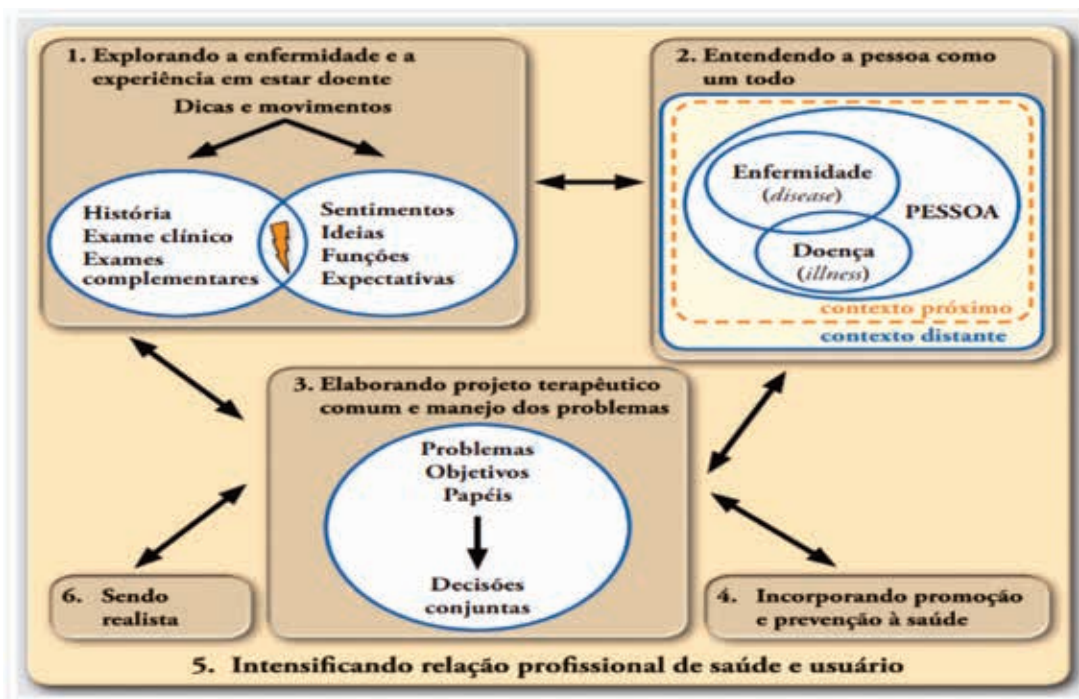 1. Explorando a enfermidade e a
experiência em estar doente
Dicas e movimentos
História
Exame clínico
Exames
complementares
Sentimentos
Ideias
Funções
Expectativas
2. Entendendo a pessoa como
um todo
Enfermidade
(disease)
PESSOA
Doença
(illness)
contexto próximo
contexto distante
3. Elaborando projeto terapêutico
comum e manejo dos problemas
Problemas
Objetivos
Papéis
Decisões
conjuntas
6. Sendo
realista
4. Incorporando promoção
e prevenção à saúde
5. Intensificando relação profissional de saúde e usuário